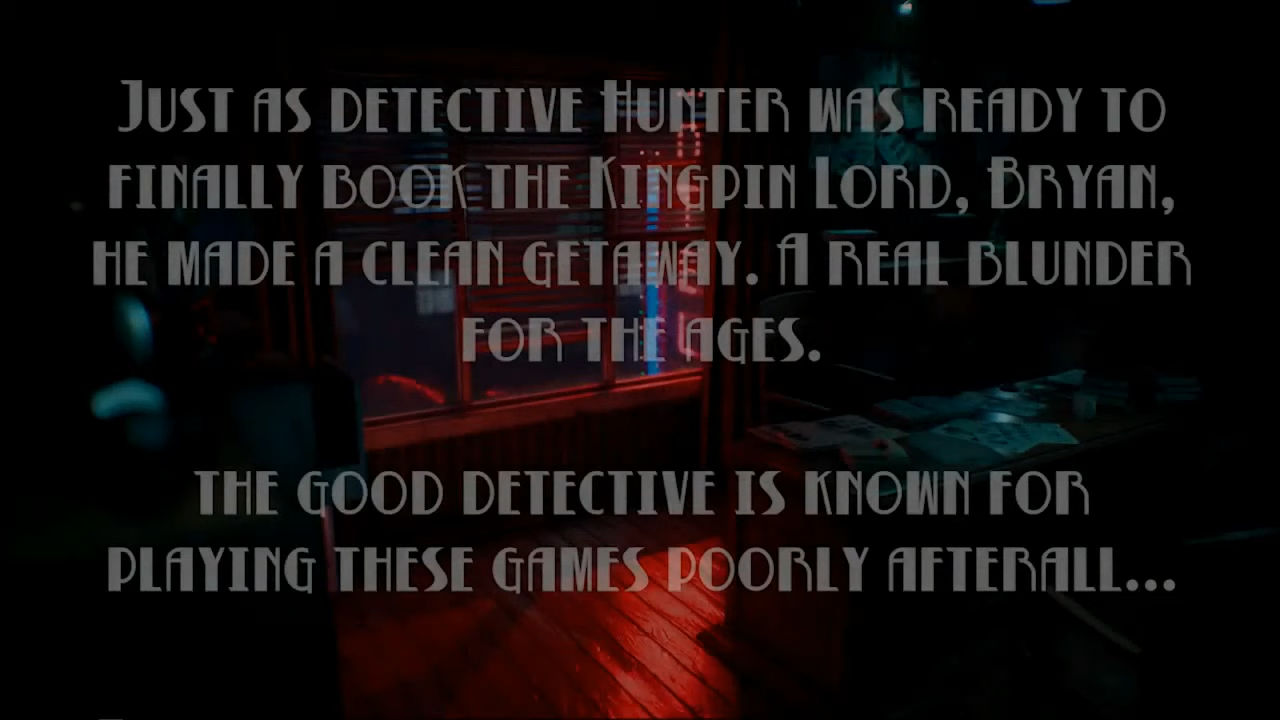 Just as detective Hunter was ready to
finally book the Kingpin Lord, Bryan,
he made a clean getaway. A real blunder
for the ages.
the good detective is known for
playing these games poorly afterall...